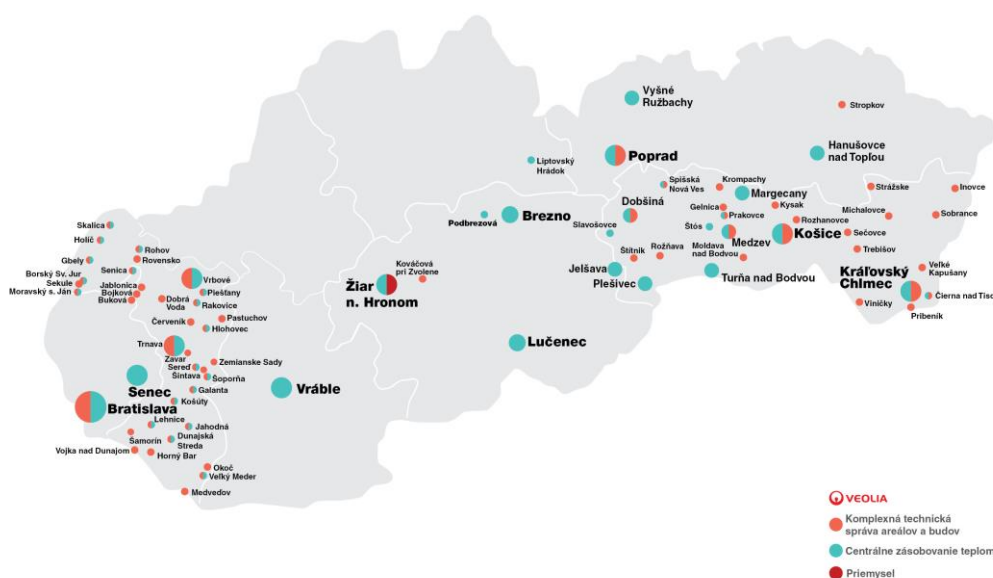 Vyšné
Ružbachy
Stropkov
Hanušovce
nad Topľou
Poprad
Liptovský
Hrádok
Spišská
Nová Ves
Krompachy
Margecany
Strážske
Inovce
Dobšiná
Gelnica
Kysak
Podbrezová
Brezno
Slavošovce
Prakovce
Rozhanovce
Michalovce
Sobrance
Štós
Medzev
Košice
Sečovce
Skalica
Holíč
Rohov
Rovensko
Gbely
Senica
Štítnik
Rožňava
Moldava
nad Bodvou
Trebišov
Borský Sv. Jur
Sekule
Moravský s. Ján
Jablonica
Bojková
Buková
Vrbové
Piešťany
Dobrá
Voda
Rakovice
Kováčová
pri Zvolene
Žiar
n. Hronom
Jelšava
Plešivec
Turňa nad Bodvou
Kráľovský
Chlmec
Veľké
Kapušany
Čierna nad Tisc
Viničky
Pribeník
Červeník
Pastuchov
Hlohovec
Trnava
Zavar
Sereď
Šintava
Zemianske Sady
Šoporňa
Lučenec
Senec
Galanta
Vráble
Bratislava
Košúty
Lehnice
Jahodná
Šamorín
Dunajská
Streda
Vojka nad Dunajom
Horný Bar
Okoč
Veľký Meder
Medveďov
VEOLIA
Komplexná technická
správa areálov a budov
Centrálne zásobovanie teplom
Priemysel